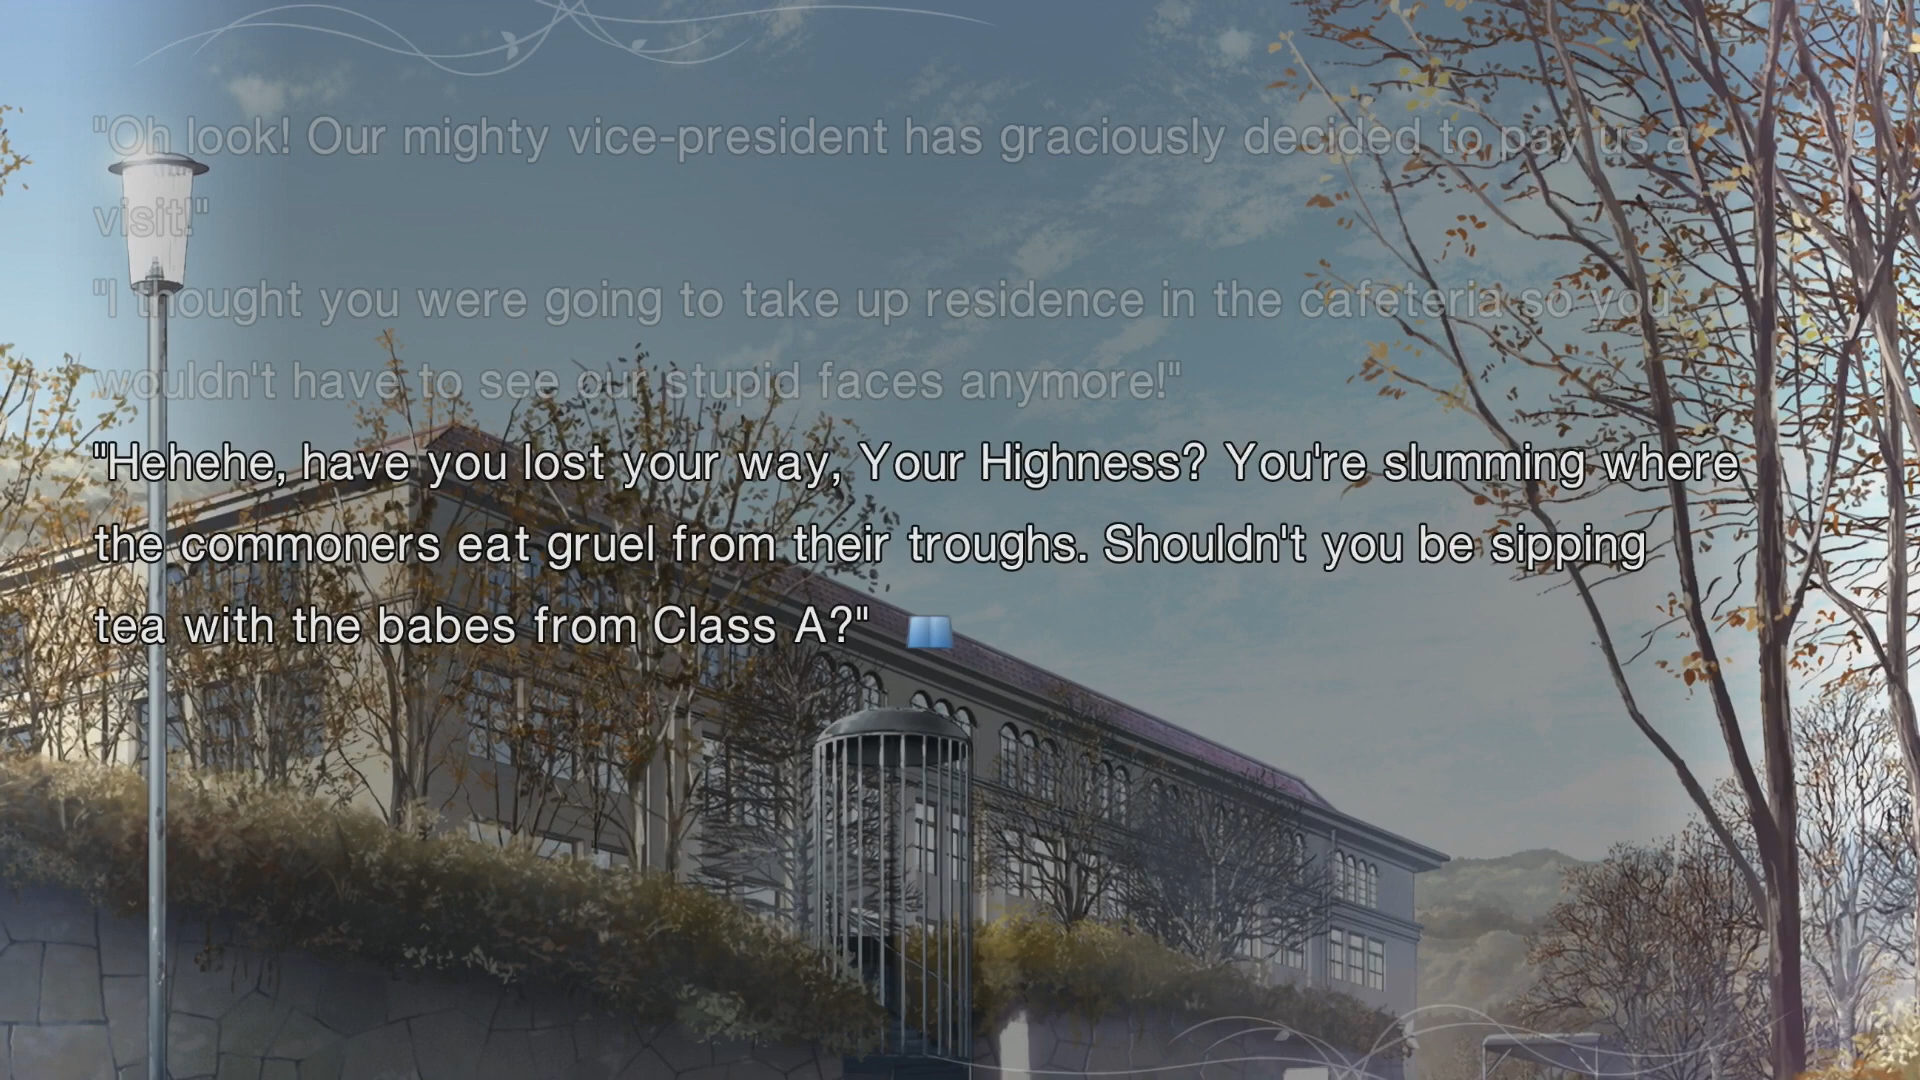 "Oh look! Our mighty vice-president has graciously decided to pay us a
visit!"
"I thought you were going to take up residence in the cafeteria so you
wouldn't have to see our stupid faces anymore!"
"Hehehe, have you lost your way, Your Highness? You're slumming where
the commoners eat gruel from their troughs. Shouldn't you be sipping
tea with the babes from Class A?"